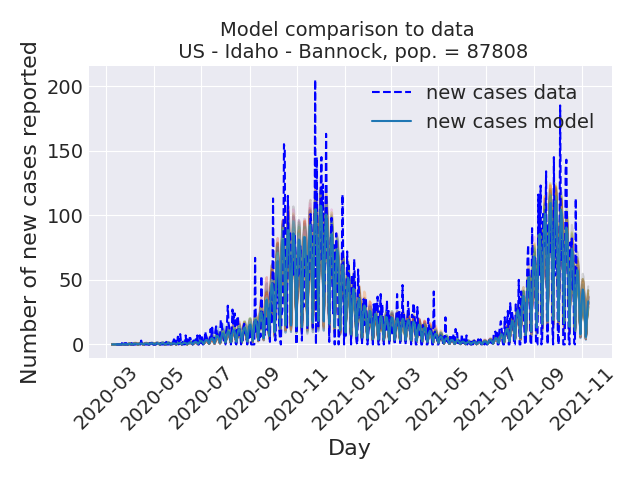 Model comparison to data
US - Idaho - Bannock, pop. = 87808
Number of new cases reported
200
150
100
50
0
new cases data
new cases model
2020-03
2020-05
2020-07
2020-09
2020-11
2021-01
2021-03
2021-05
2021-07
2021-09
2021-11
Day